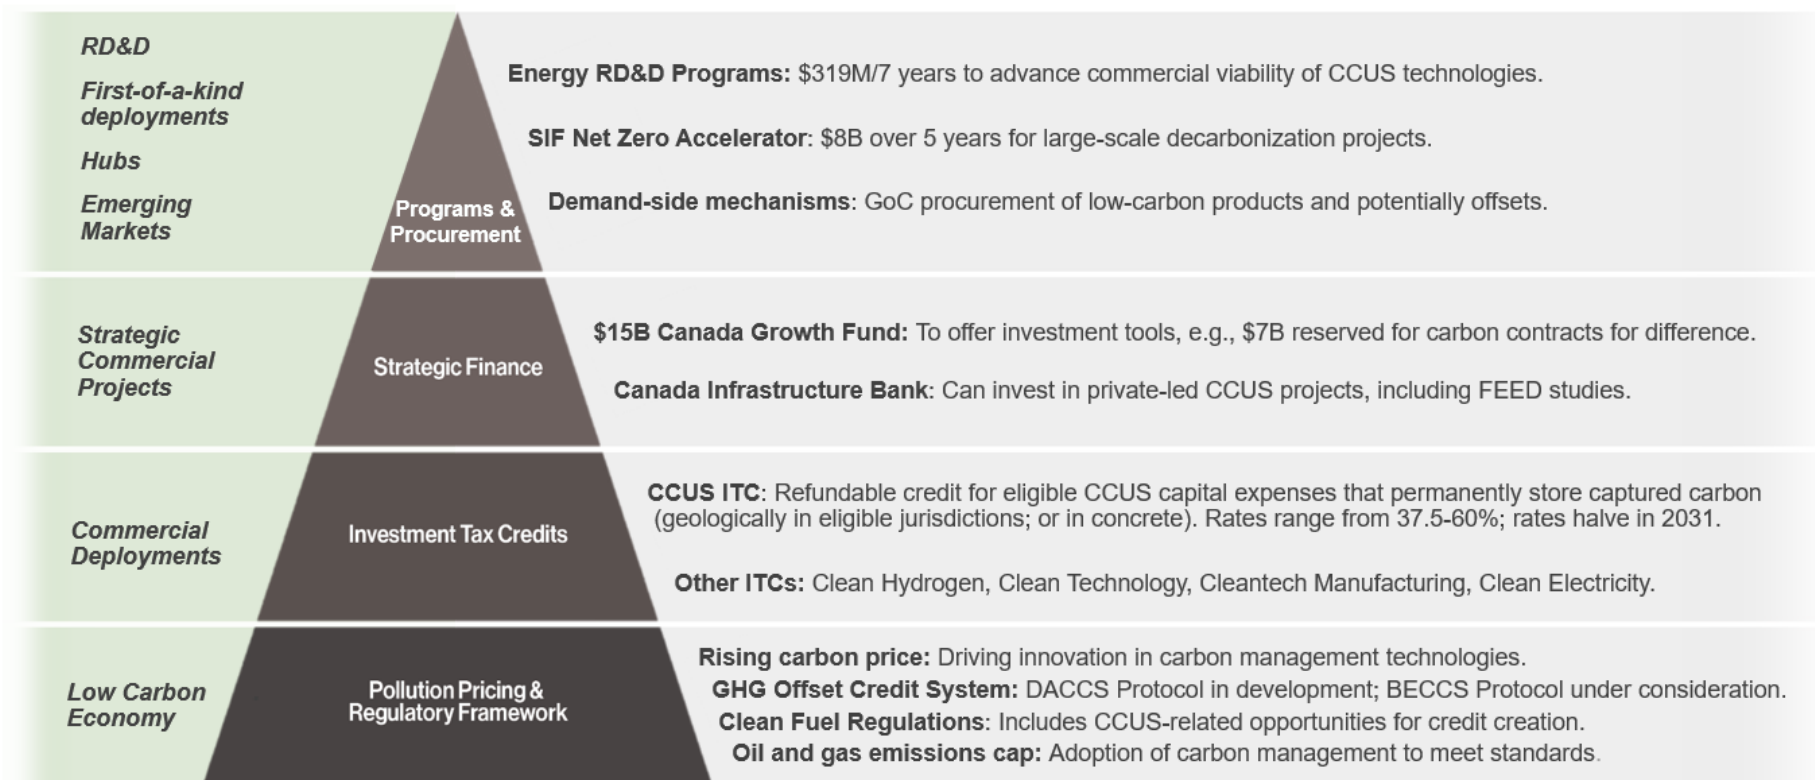 RD&D
First-of-a-kind
deployments
Hubs
Emerging
Markets
Programs &
Procurement
Energy RD&D Programs: $319M/7 years to advance commercial viability of CCUS technologies.
SIF Net Zero Accelerator: $8B over 5 years for large-scale decarbonization projects.
Demand-side mechanisms: GoC procurement of low-carbon products and potentially offsets.
Strategic
Commercial
Projects
Strategic Finance
$15B Canada Growth Fund: To offer investment tools, e.g., $7B reserved for carbon contracts for difference.
Canada Infrastructure Bank: Can invest in private-led CCUS projects, including FEED studies.
Commercial
Deployments
Investment Tax Credits
CCUS ITC: Refundable credit for eligible CCUS capital expenses that permanently store captured carbon
(geologically in eligible jurisdictions; or in concrete). Rates range from 37.5-60%; rates halve in 2031.
Other ITCs: Clean Hydrogen, Clean Technology, Cleantech Manufacturing, Clean Electricity.
Low Carbon
Economy
Pollution Pricing &
Regulatory Framework
Rising carbon price: Driving innovation in carbon management technologies.
GHG Offset Credit System: DACCS Protocol in development; BECCS Protocol under consideration.
Clean Fuel Regulations: Includes CCUS-related opportunities for credit creation.
Oil and gas emissions cap: Adoption of carbon management to meet standards.